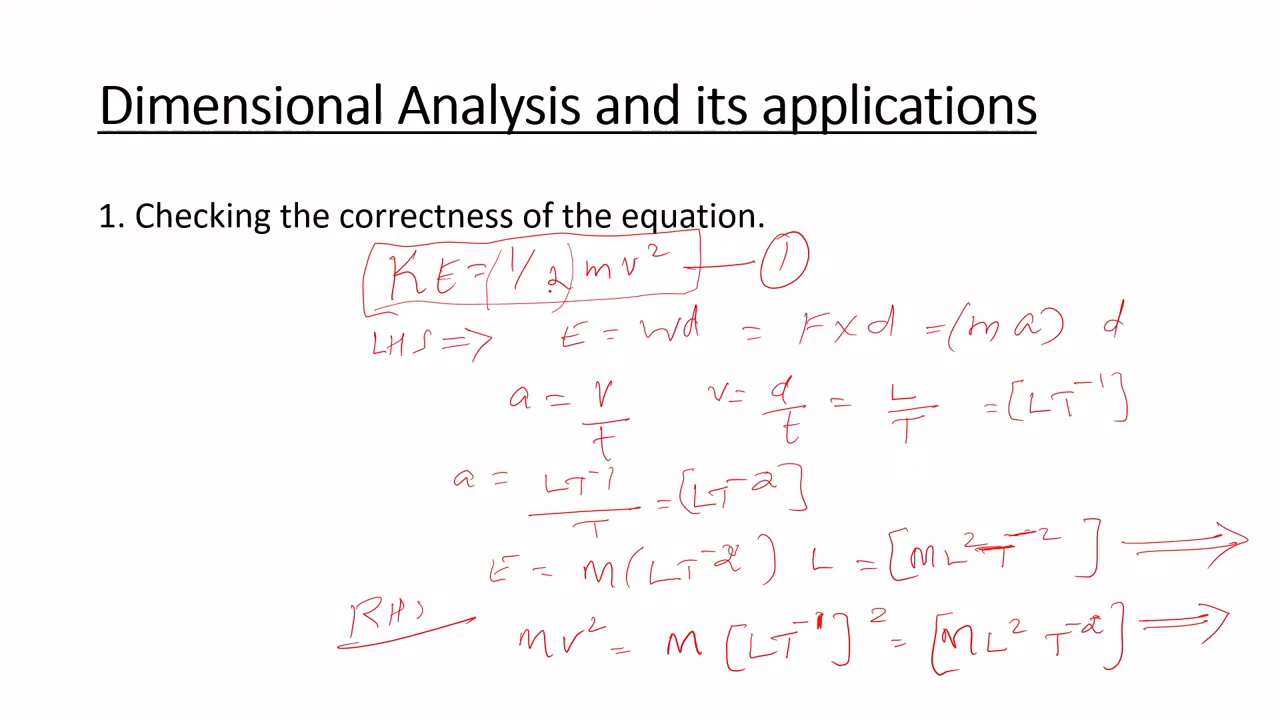 Dimensional Analysis and its applications
1. Checking the correctness of the equation.
KE=(1/2)mv² — ①
LHS ⇒ E = Wd = F×d = (ma) d
a = v/t v = d/t = L/T = [LT⁻¹]
a = LT⁻¹/T = [LT⁻²]
E = M(LT⁻²) L = [ML²T⁻²] ⇒
RHS mv² = M[LT⁻¹]² = [ML²T⁻²] ⇒